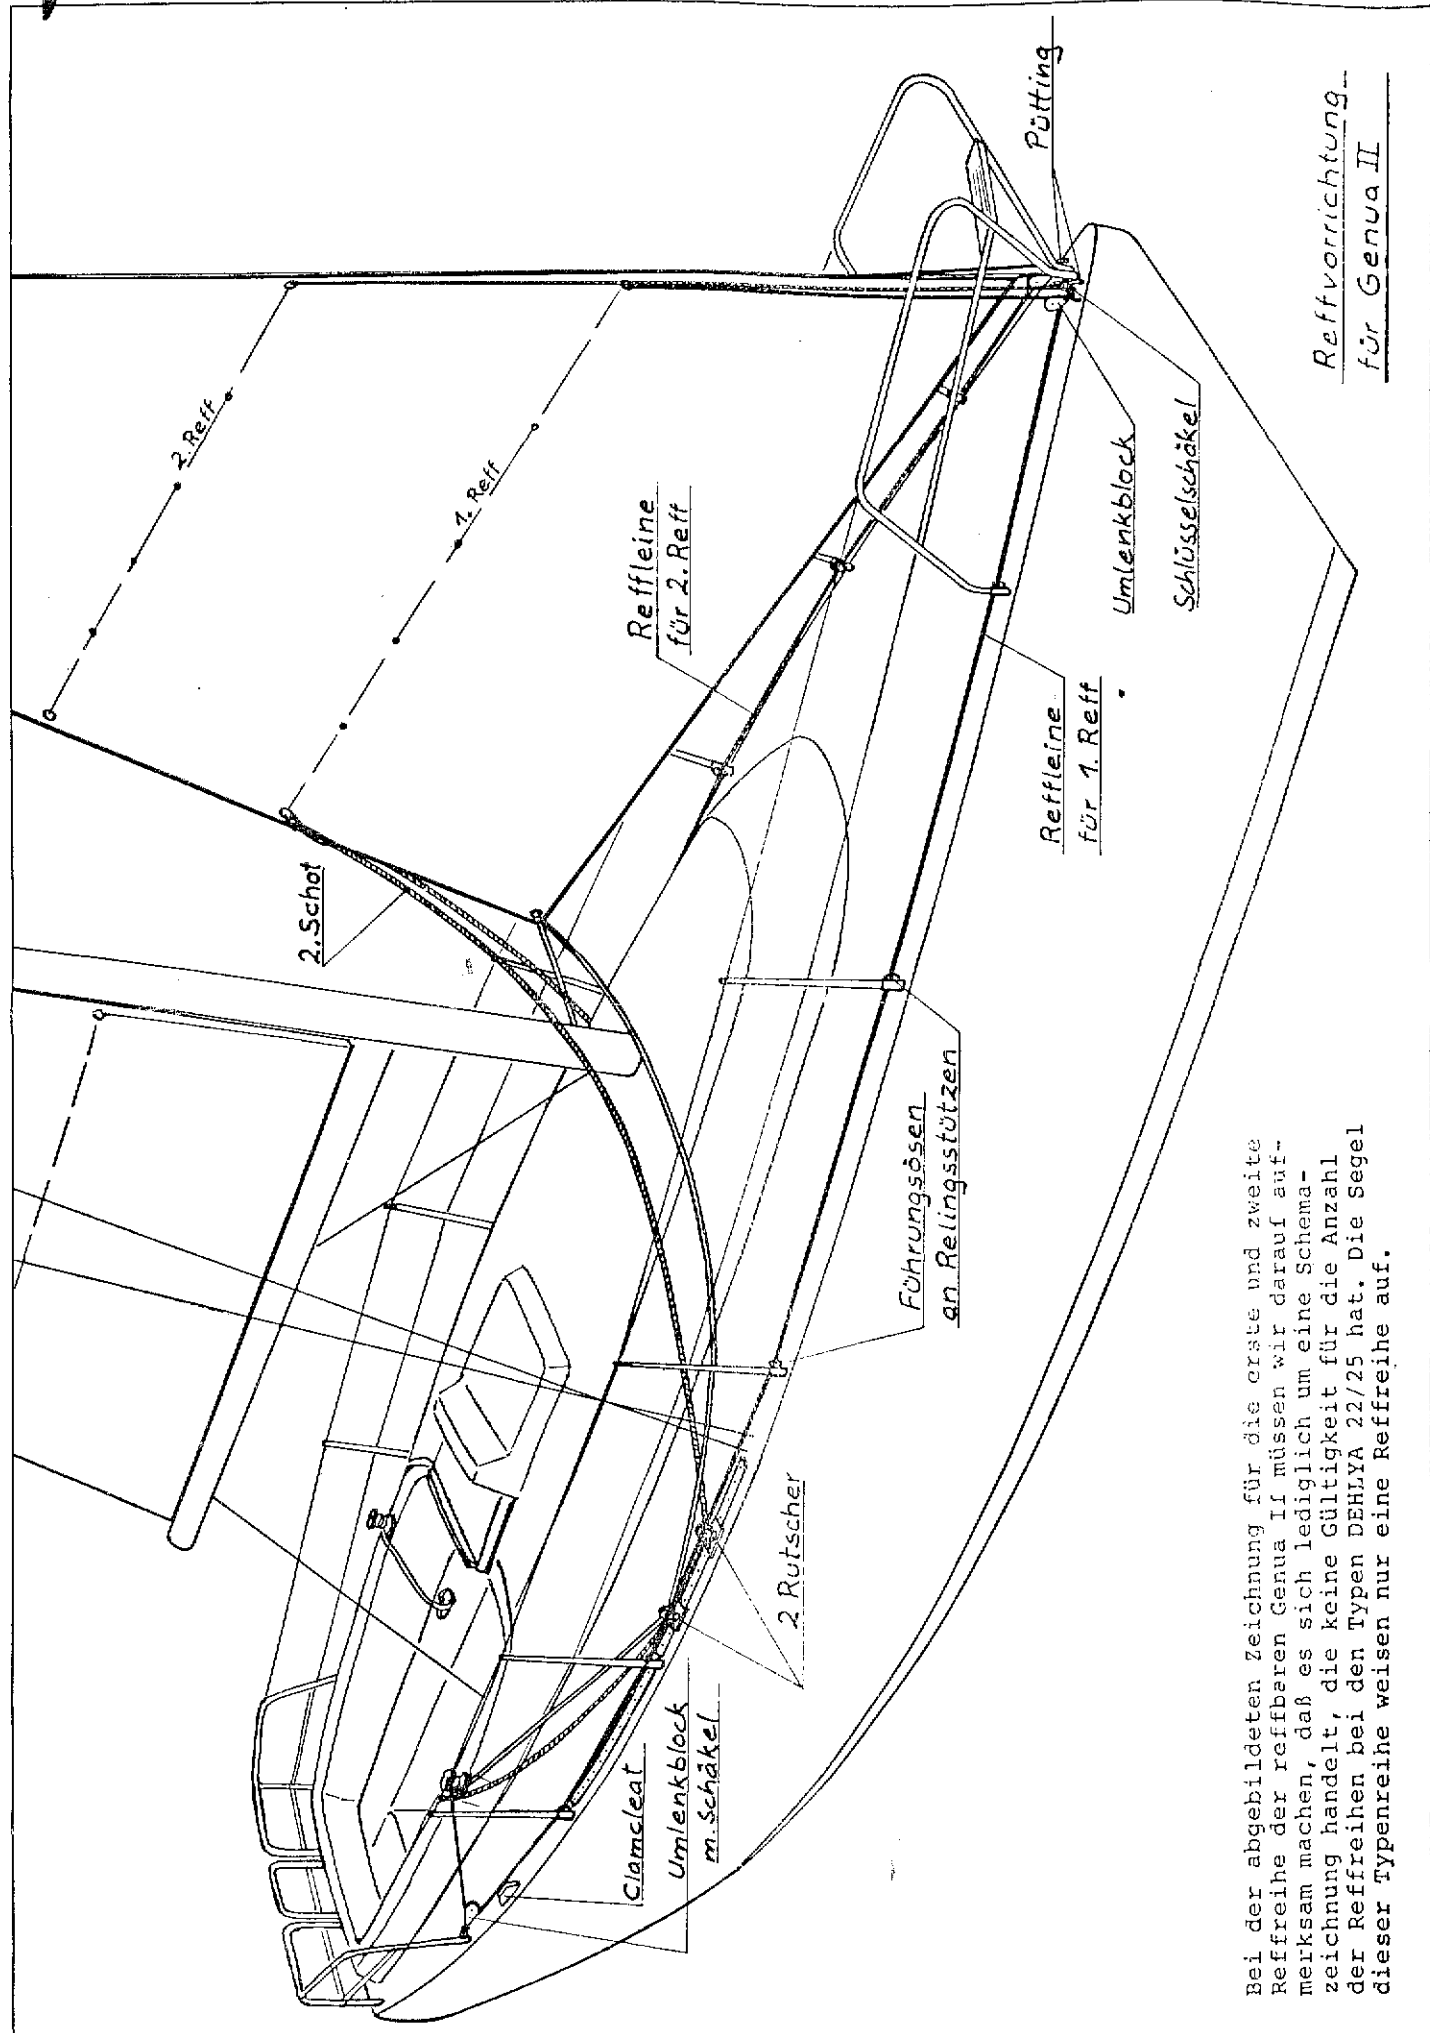 2. Reff
1. Reff
2. Schot
Reffleine
für 2. Reff
Pütting
Reffvorrichtung
für Genua II
Umlenkblock
Schlüsselschäkel
Reffleine
für 1. Reff
Führungsösen
an Relingsstützen
2 Rutscher
Clamcleat
Umlenkblock
m. Schäkel
Bei der abgebildeten Zeichnung für die erste und zweite
Reffreihe der reffbaren Genua II müssen wir darauf auf-
merksam machen, daß es sich lediglich um eine Schema-
zeichnung handelt, die keine Gültigkeit für die Anzahl
der Reffreihen bei den Typen DEHLYA 22/25 hat. Die Segel
dieser Typenreihe weisen nur eine Reffreihe auf.